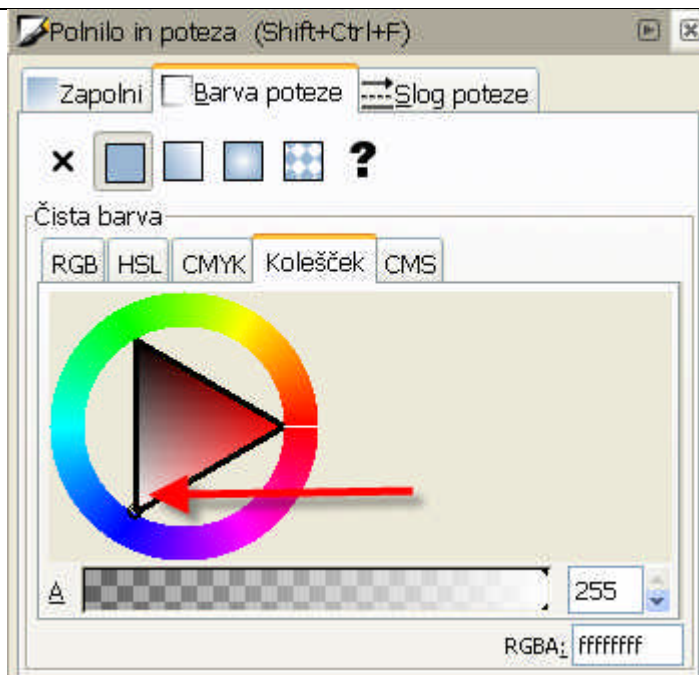 Polnilo in poteza (Shift+Ctrl+F)
Zapolni Barva poteze Slog poteze
?
Čista barva
RGB HSL CMYK Kolešček CMS
A 255
RGBA: ffffffff